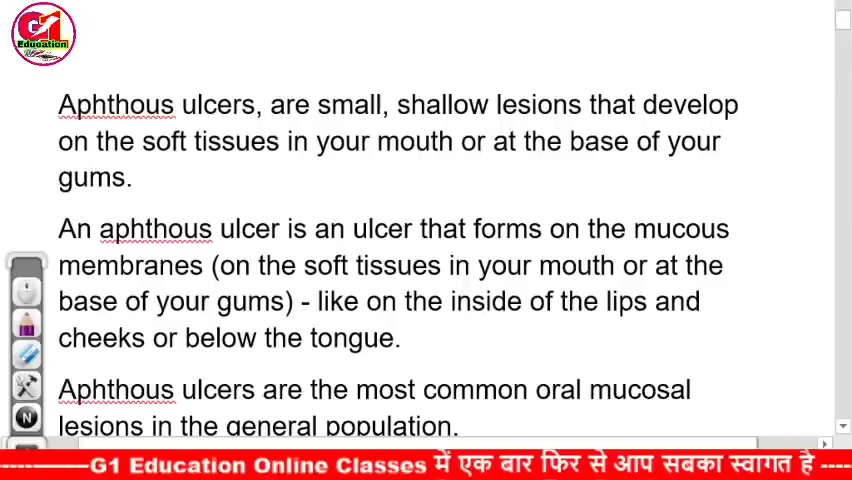 G1
Education
Aphthous ulcers, are small, shallow lesions that develop
on the soft tissues in your mouth or at the base of your
gums.
An aphthous ulcer is an ulcer that forms on the mucous
membranes (on the soft tissues in your mouth or at the
base of your gums) - like on the inside of the lips and
cheeks or below the tongue.
Aphthous ulcers are the most common oral mucosal
lesions in the general population.
N
-----———G1 Education Online Classes में एक बार फिर से आप सबका स्वागत है ----